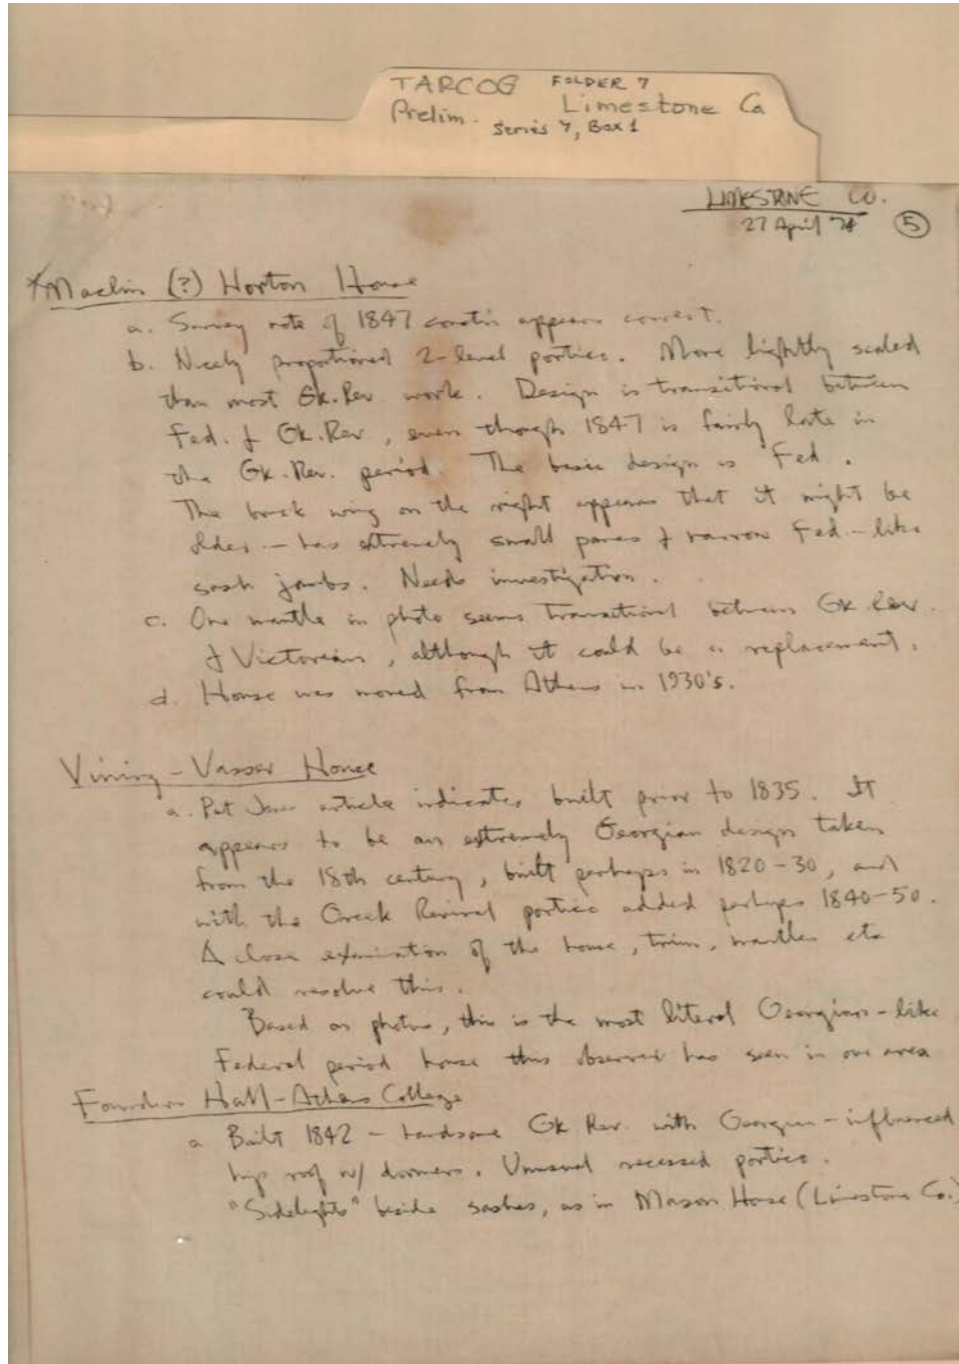 TARCOG FOLDER 7
Prelim. Limestone Co
Series 7, Box 1
LIMESTONE CO.
27 April 74 5
*Maclin (?) Horton House
a. Survey note of 1847 constn appears correct.
b. Nicely proportioned 2-level portico. More lightly scaled
than most Gk. Rev work. Design is transitional between
Fed. & Gk. Rev, even though 1847 is fairly late in
the Gk. Rev. period. The basic design is Fed.
The brick wing on the right appears that it might be
older - has extremely small panes & narrow Fed-like
sash jambs. Needs investigation.
c. One mantle in photo seems transitional between Gk. Rev.
& Victorian, although it could be a replacement.
d. House was moved from Athens in 1930's.
Vining - Vasser House
a. Pat Jones article indicates built prior to 1835. It
appears to be an extremely Georgian design taken
from the 18th century, built perhaps in 1820-30, and
with the Greek Revival portico added perhaps 1840-50.
A close examination of the house, trim, mantles etc
could resolve this.
Based on photos, this is the most literal Georgian-like
Federal period house this observer has seen in our area
Founders Hall - Athens College
a Built 1842 - handsome Gk Rev. with Georgian-influenced
hip roof w/ dormers. Unusual recessed portico.
"Sidelights" beside sashes, as in Mason House (Limestone Co.)